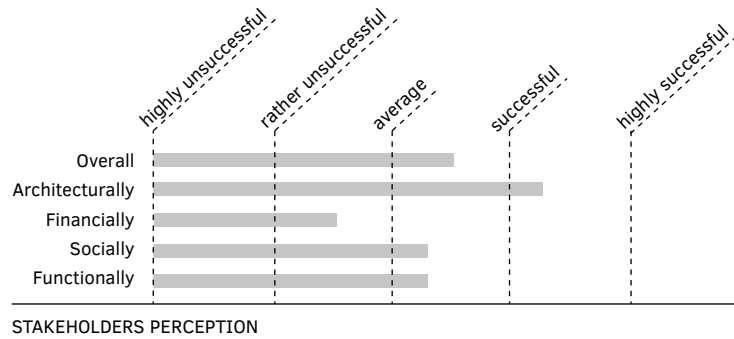 highly unsuccessful
rather unsuccessful
average
successful
highly successful
Overall
Architecturally
Financially
Socially
Functionally
STAKEHOLDERS PERCEPTION